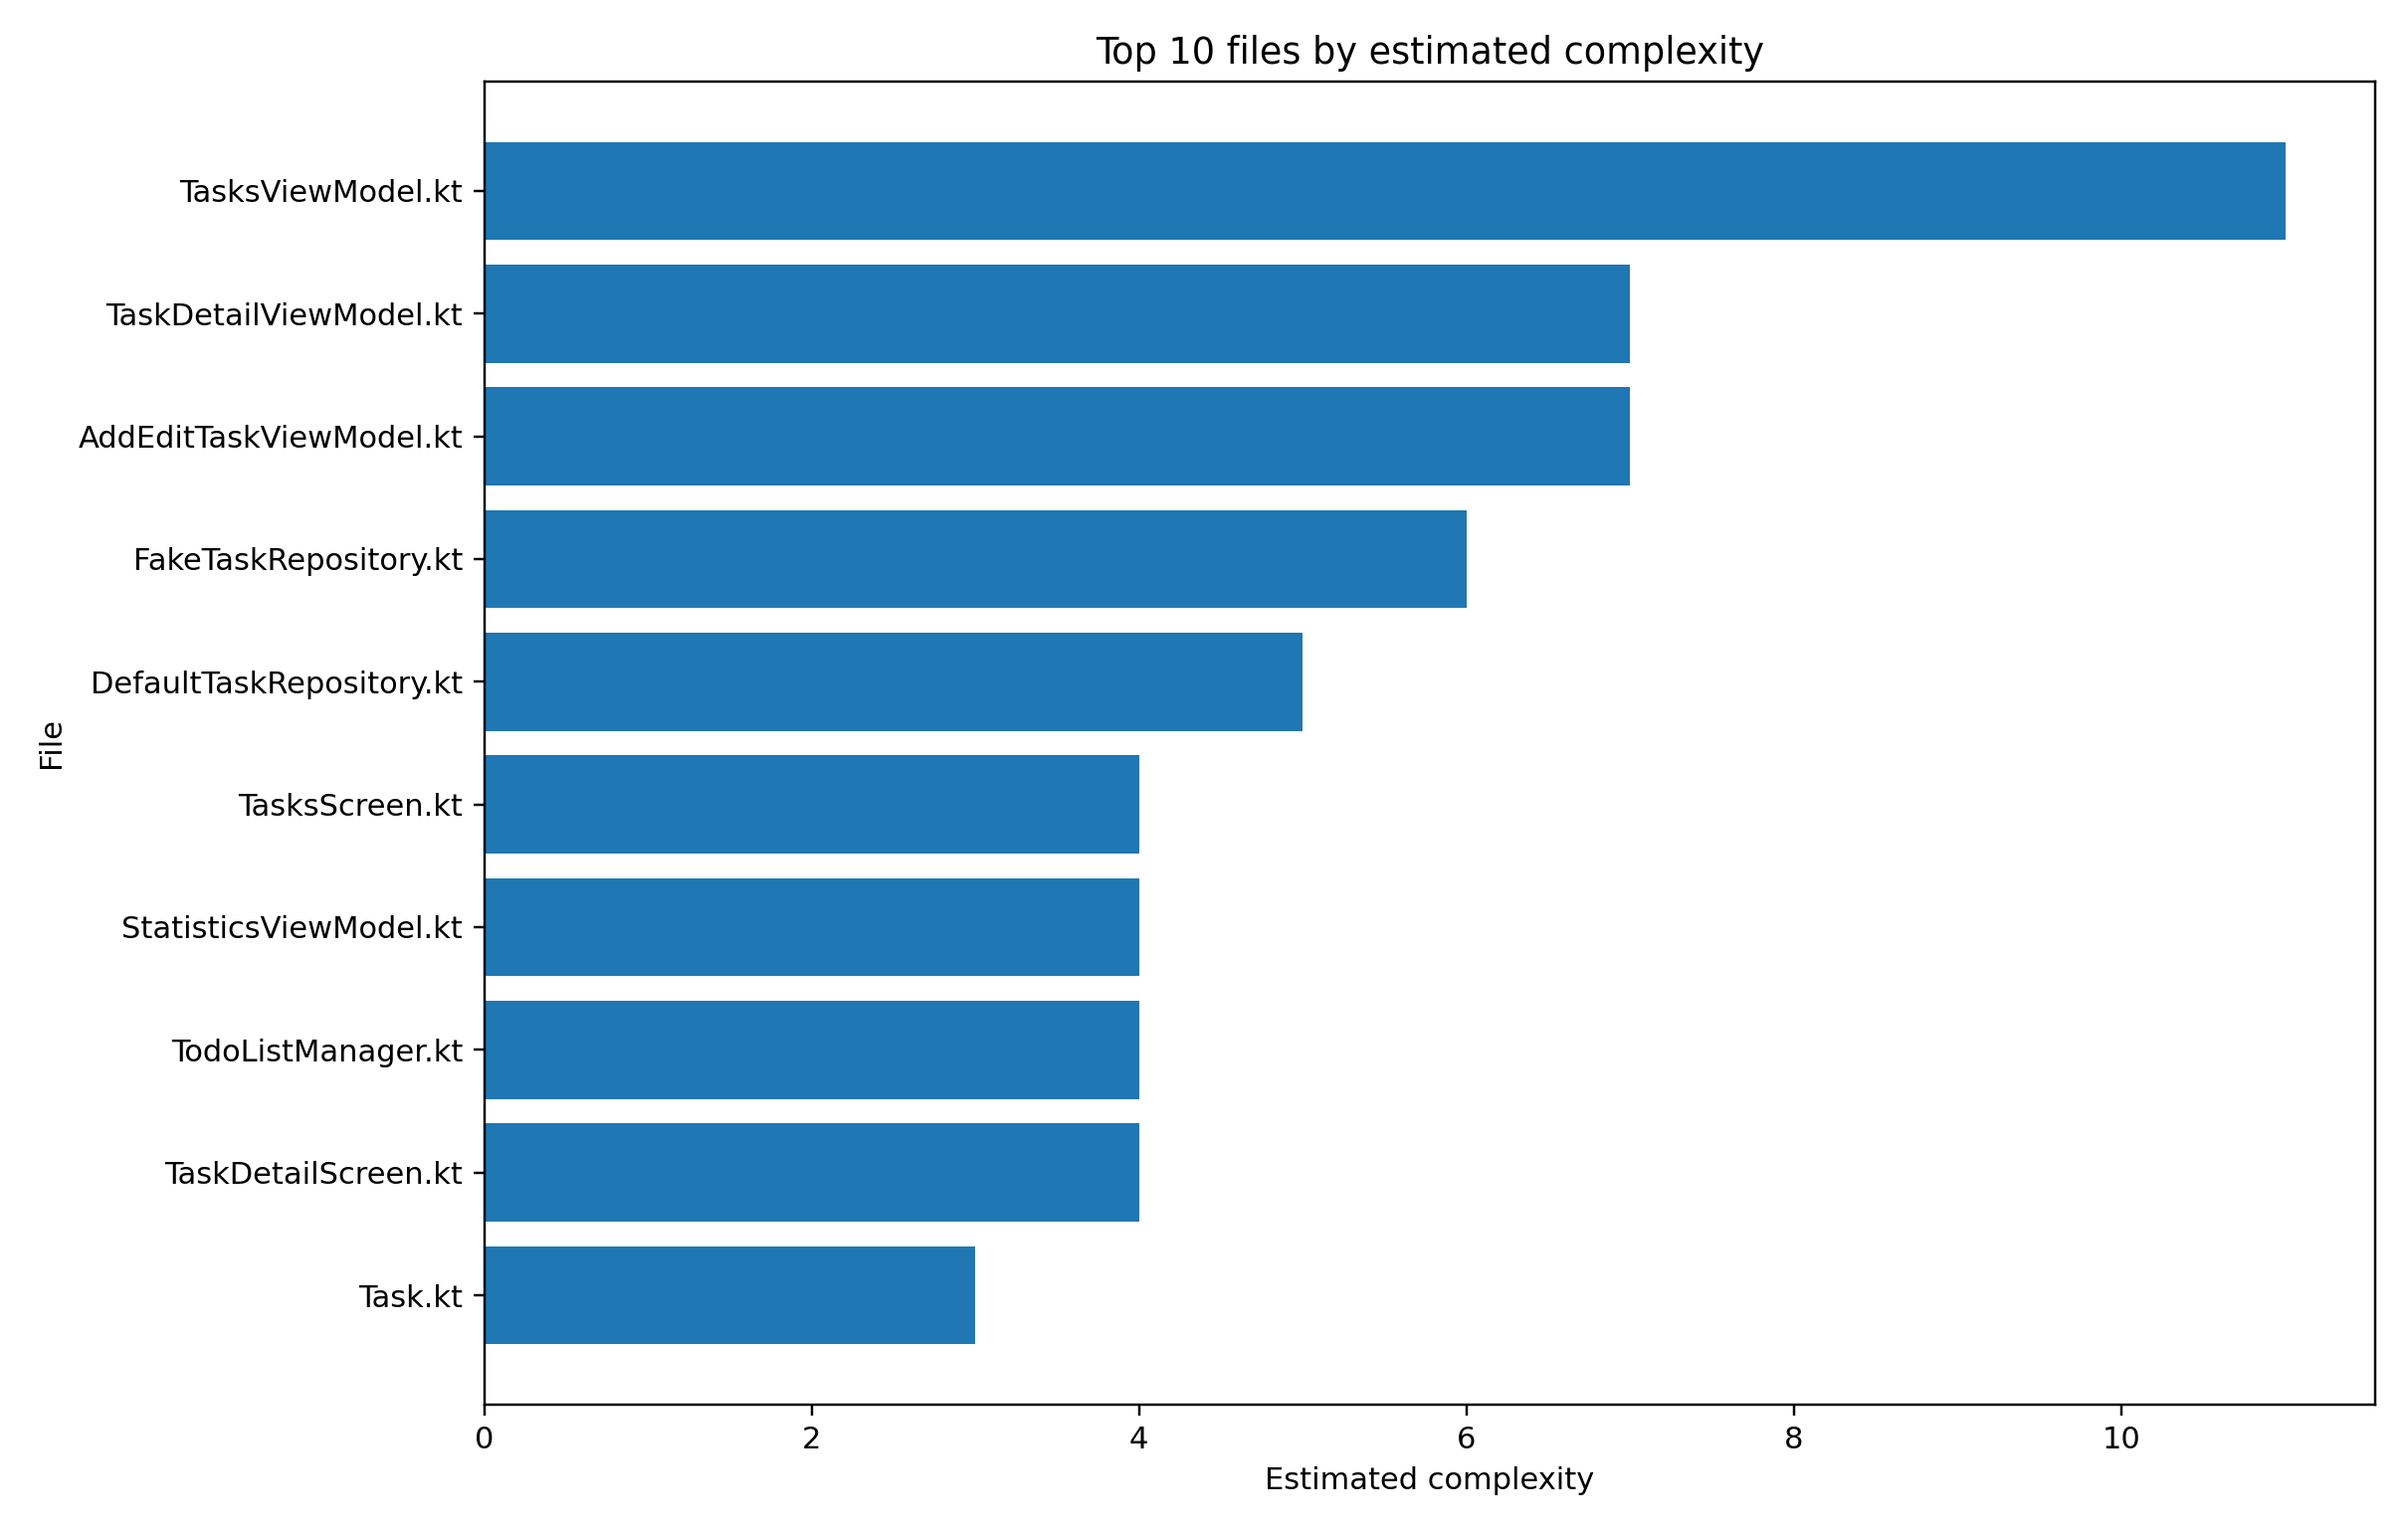 Top 10 files by estimated complexity
TasksViewModel.kt
TaskDetailViewModel.kt
AddEditTaskViewModel.kt
FakeTaskRepository.kt
DefaultTaskRepository.kt
TasksScreen.kt
StatisticsViewModel.kt
TodoListManager.kt
TaskDetailScreen.kt
Task.kt
File
0 2 4 6 8 10
Estimated complexity